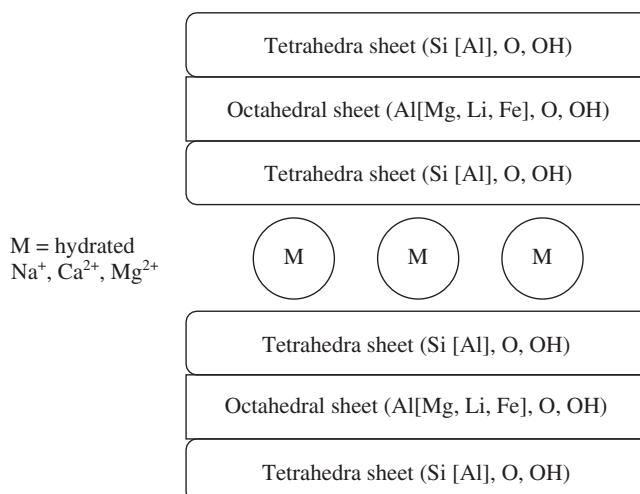 Tetrahedra sheet (Si [Al], O, OH)
Octahedral sheet (Al[Mg, Li, Fe], O, OH)
Tetrahedra sheet (Si [Al], O, OH)
M = hydrated
Na⁺, Ca²⁺, Mg²⁺
M M M
Tetrahedra sheet (Si [Al], O, OH)
Octahedral sheet (Al[Mg, Li, Fe], O, OH)
Tetrahedra sheet (Si [Al], O, OH)